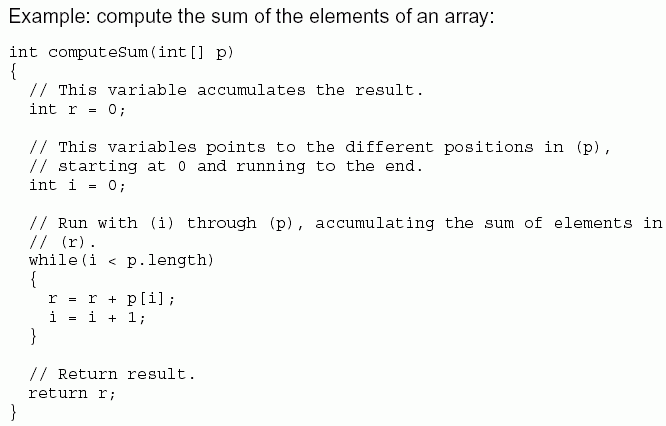 Example: compute the sum of the elements of an array:
int computeSum(int[] p)
{
  // This variable accumulates the result.
  int r = 0;

  // This variables points to the different positions in (p),
  // starting at 0 and running to the end.
  int i = 0;

  // Run with (i) through (p), accumulating the sum of elements in
  // (r).
  while(i < p.length)
  {
    r = r + p[i];
    i = i + 1;
  }

  // Return result.
  return r;
}